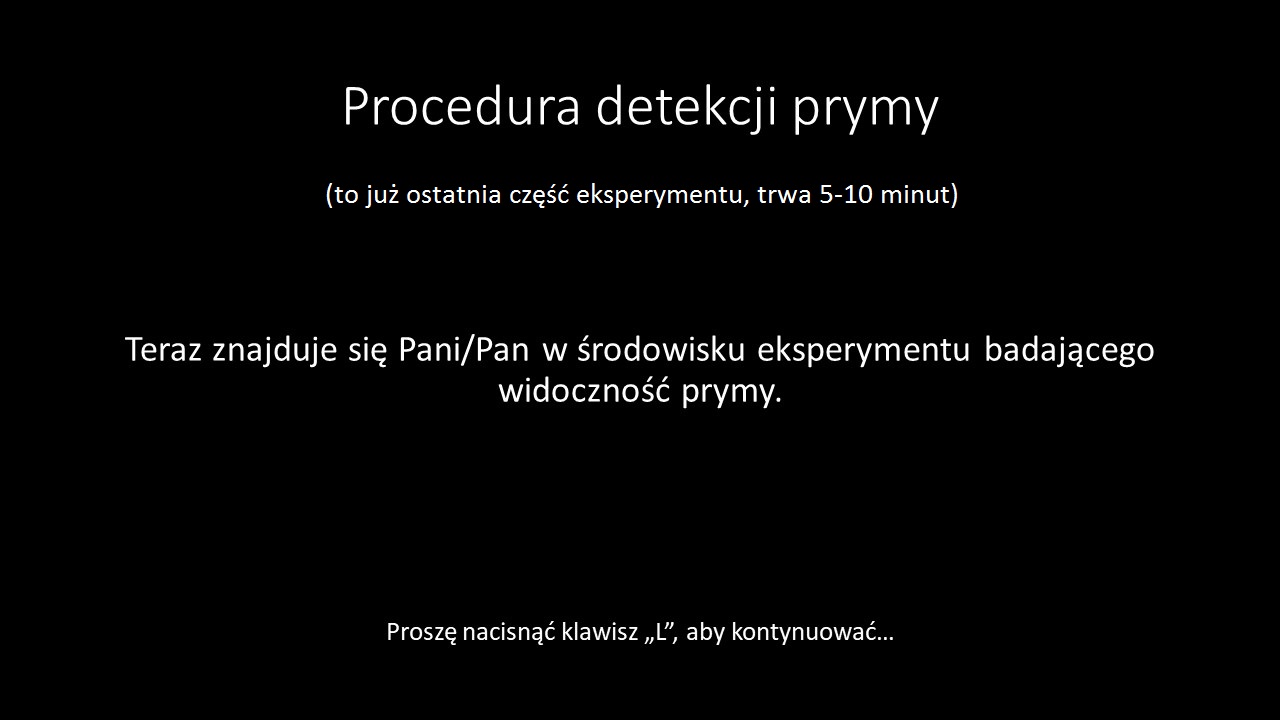 Procedura detekcji prymy
(to już ostatnia część eksperymentu, trwa 5-10 minut)
Teraz znajduje się Pani/Pan w środowisku eksperymentu badającego
widoczność prymy.
Proszę nacisnąć klawisz „L”, aby kontynuować…